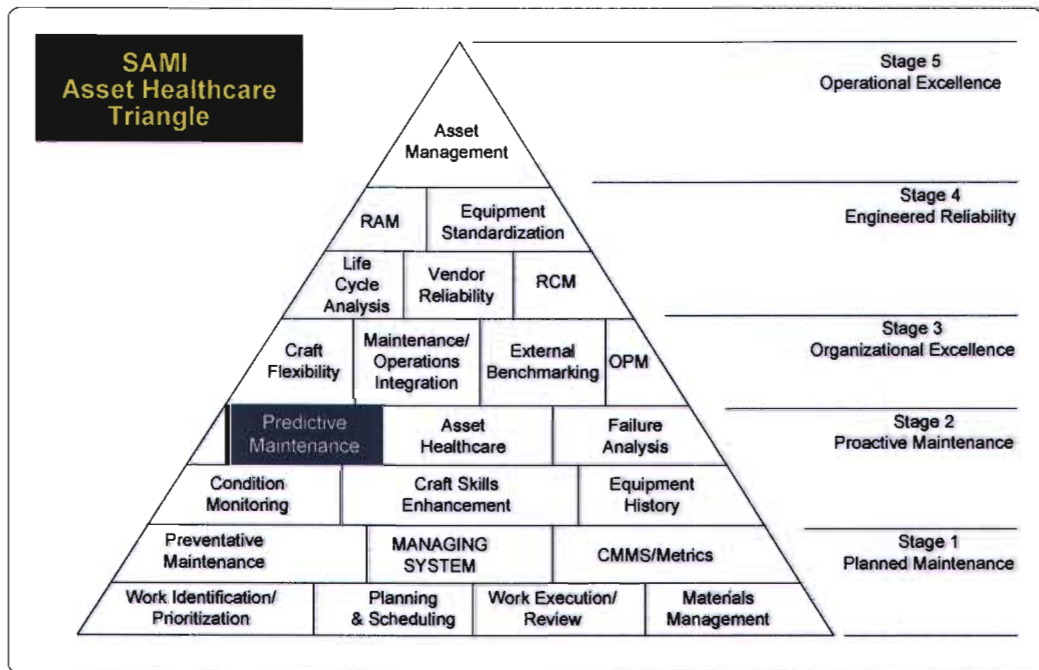 SAMI
Asset Healthcare
Triangle
Stage 5
Operational Excellence
Asset
Management
Stage 4
Engineered Reliability
RAM
Equipment
Standardization
Life
Cycle
Analysis
Vendor
Reliability
RCM
Stage 3
Organizational Excellence
Craft
Flexibility
Maintenance/
Operations
Integration
External
Benchmarking
OPM
Stage 2
Proactive Maintenance
Predictive
Maintenance
Asset
Healthcare
Failure
Analysis
Condition
Monitoring
Craft Skills
Enhancement
Equipment
History
Stage 1
Planned Maintenance
Preventative
Maintenance
MANAGING
SYSTEM
CMMS/Metrics
Work Identification/
Prioritization
Planning
& Scheduling
Work Execution/
Review
Materials
Management